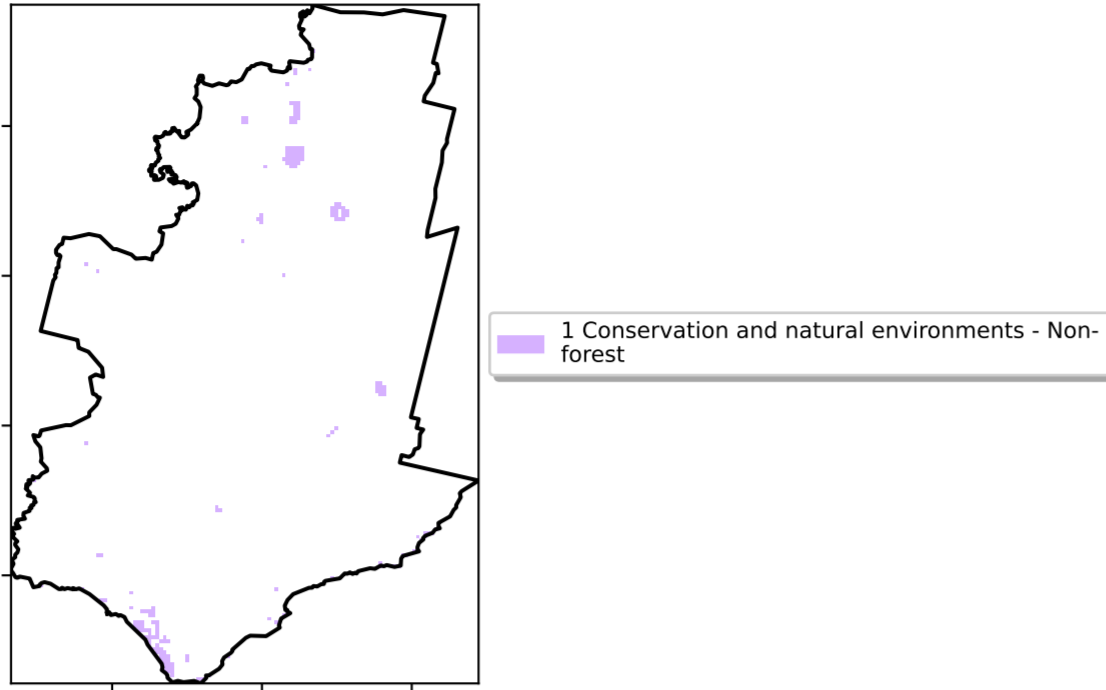 1 Conservation and natural environments - Non-
forest